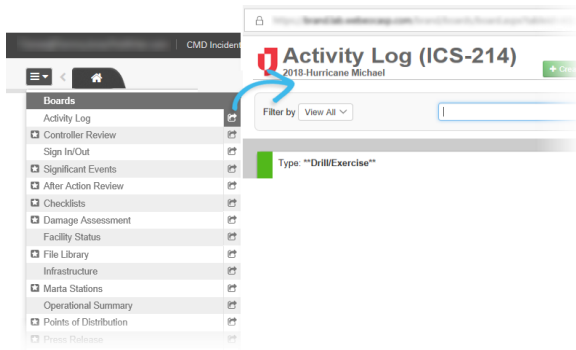 CMD Incident
Boards
Activity Log
Controller Review
Sign In/Out
Significant Events
After Action Review
Checklists
Damage Assessment
Facility Status
File Library
Infrastructure
Marta Stations
Operational Summary
Points of Distribution
Press Release
Activity Log (ICS-214)
2018-Hurricane Michael
Filter by View All
Type: **Drill/Exercise**